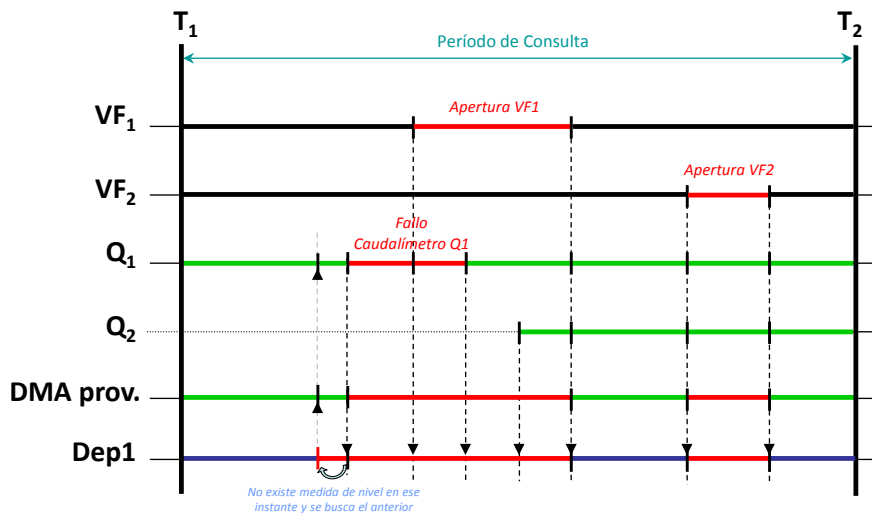 T1
T2
Período de Consulta
VF1
Apertura VF1
VF2
Apertura VF2
Fallo
Caudalímetro Q1
Q1
Q2
DMA prov.
Dep1
No existe medida de nivel en ese
instante y se busca el anterior